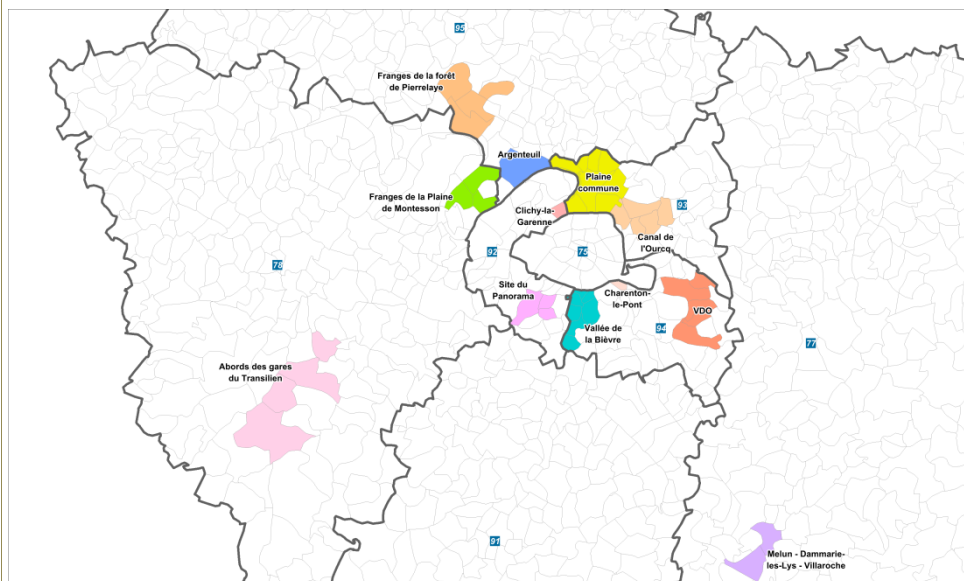 95
Franges de la forêt
de Pierrelaye
Argenteuil
Plaine
commune
Franges de la Plaine
de Montesson
Clichy-la-
Garenne
93
Canal de
l'Ourcq
92
75
78
Site du
Panorama
Charenton-
le-Pont
VDO
Vallée de
la Bièvre
94
77
Abords des gares
du Transilien
91
Melun - Dammarie-
les-Lys - Villaroche